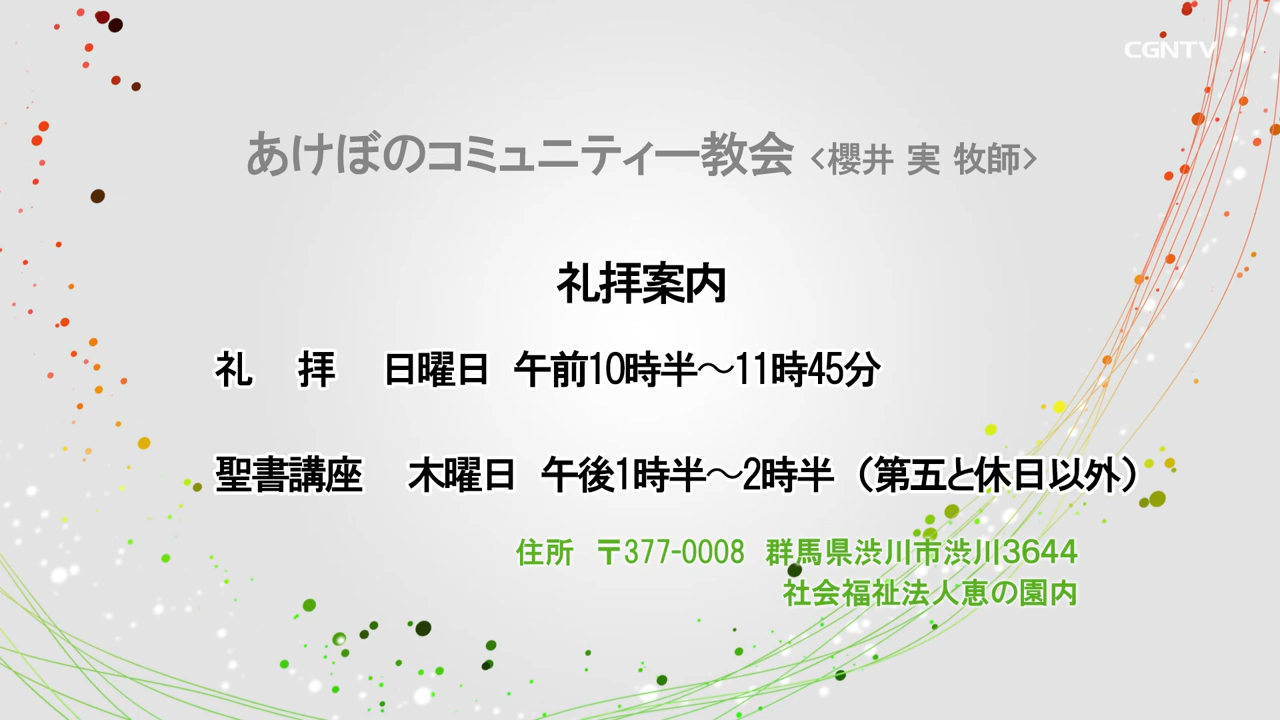 CGNTV
あけぼのコミュニティー教会 <櫻井 実 牧師>
礼拝案内
礼 拝 日曜日 午前10時半～11時45分
聖書講座 木曜日 午後1時半～2時半 （第五と休日以外）
住所 〒377-0008 群馬県渋川市渋川3644
社会福祉法人恵の園内